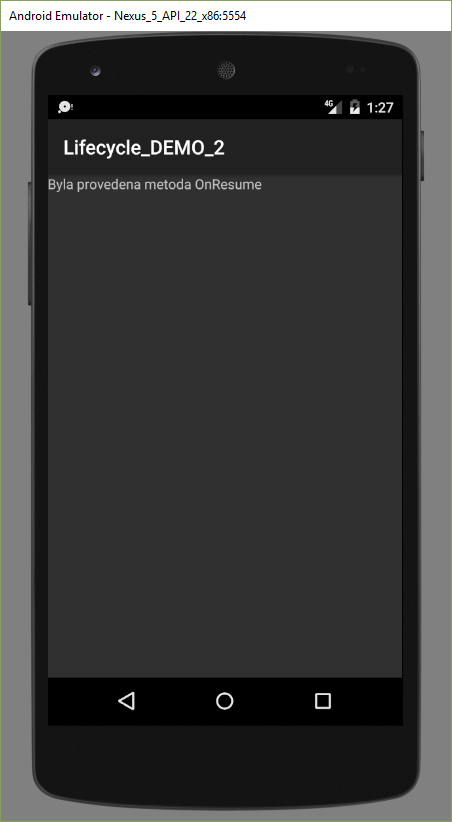 Android Emulator - Nexus_5_API_22_x86:5554
4G 1:27
Lifecycle_DEMO_2
Byla provedena metoda OnResume